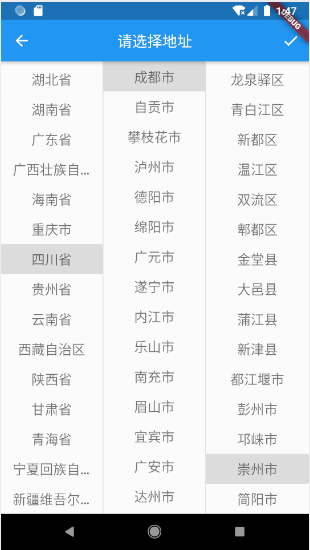 1:47
DEBUG
请选择地址
湖北省
湖南省
广东省
广西壮族自...
海南省
重庆市
四川省
贵州省
云南省
西藏自治区
陕西省
甘肃省
青海省
宁夏回族自...
新疆维吾尔...
成都市
自贡市
攀枝花市
泸州市
德阳市
绵阳市
广元市
遂宁市
内江市
乐山市
南充市
眉山市
宜宾市
广安市
达州市
龙泉驿区
青白江区
新都区
温江区
双流区
郫都区
金堂县
大邑县
蒲江县
新津县
都江堰市
彭州市
邛崃市
崇州市
简阳市